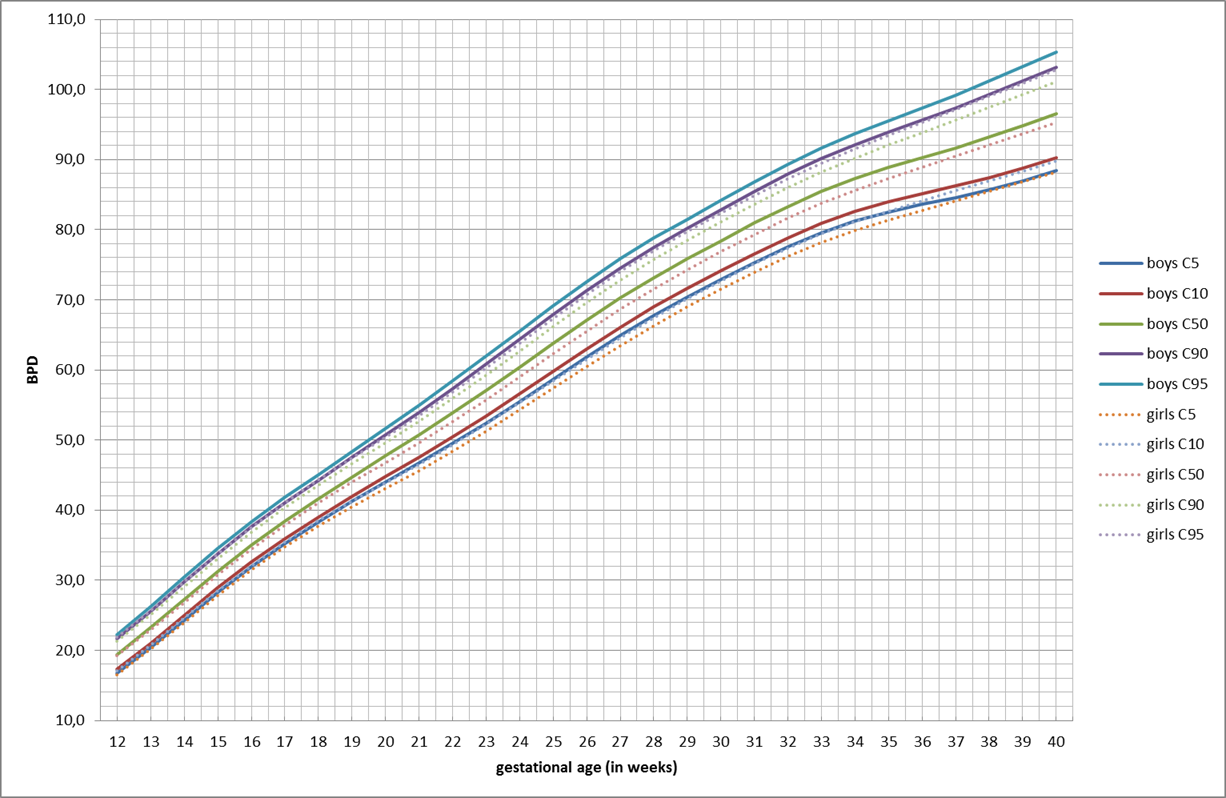 110,0
100,0
90,0
80,0
70,0
60,0
50,0
40,0
30,0
20,0
10,0
BPD
12 13 14 15 16 17 18 19 20 21 22 23 24 25 26 27 28 29 30 31 32 33 34 35 36 37 38 39 40
gestational age (in weeks)
boys C5
boys C10
boys C50
boys C90
boys C95
girls C5
girls C10
girls C50
girls C90
girls C95